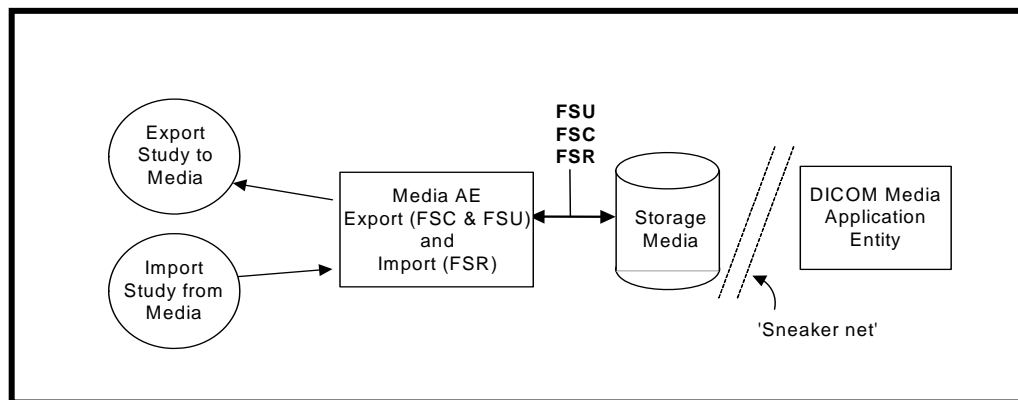 Export
Study to
Media
Import
Study from
Media
Media AE
Export (FSC & FSU)
and
Import (FSR)
FSU
FSC
FSR
Storage
Media
DICOM Media
Application
Entity
'Sneaker net'